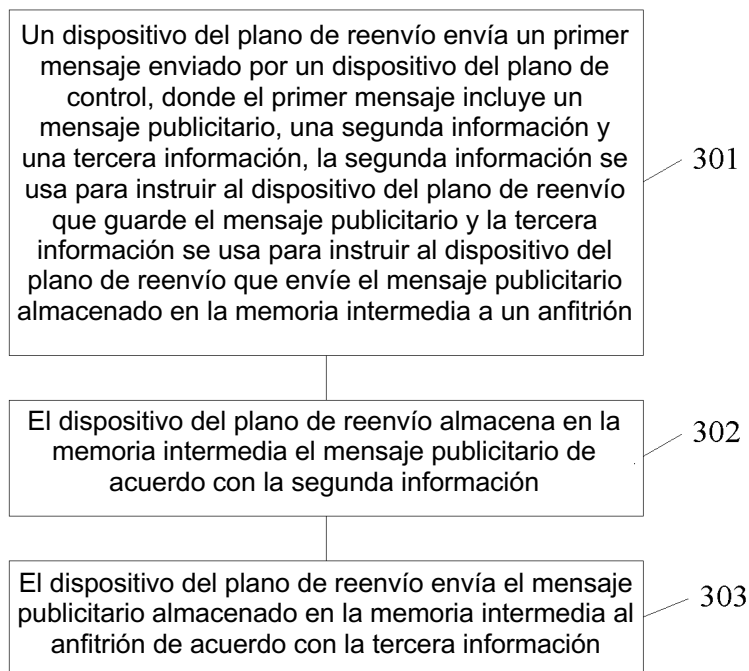 Un dispositivo del plano de reenvío envía un primer
mensaje enviado por un dispositivo del plano de
control, donde el primer mensaje incluye un
mensaje publicitario, una segunda información y
una tercera información, la segunda información se
usa para instruir al dispositivo del plano de reenvío
que guarde el mensaje publicitario y la tercera
información se usa para instruir al dispositivo del
plano de reenvío que envíe el mensaje publicitario
almacenado en la memoria intermedia a un anfitrión
301
El dispositivo del plano de reenvío almacena en la
memoria intermedia el mensaje publicitario de
acuerdo con la segunda información
302
El dispositivo del plano de reenvío envía el mensaje
publicitario almacenado en la memoria intermedia al
anfitrión de acuerdo con la tercera información
303